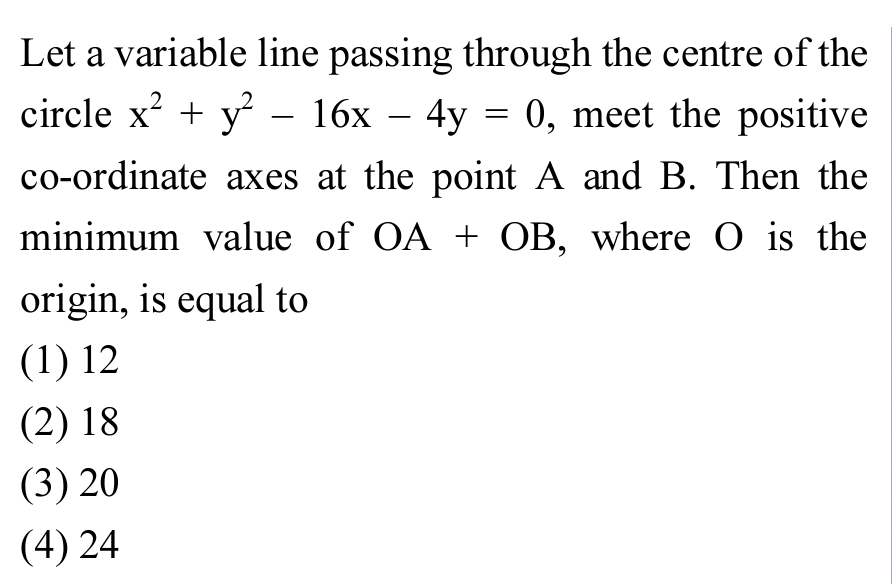 Let a variable line passing through the centre of the
circle x² + y² – 16x – 4y = 0, meet the positive
co-ordinate axes at the point A and B. Then the
minimum value of OA + OB, where O is the
origin, is equal to
(1) 12
(2) 18
(3) 20
(4) 24